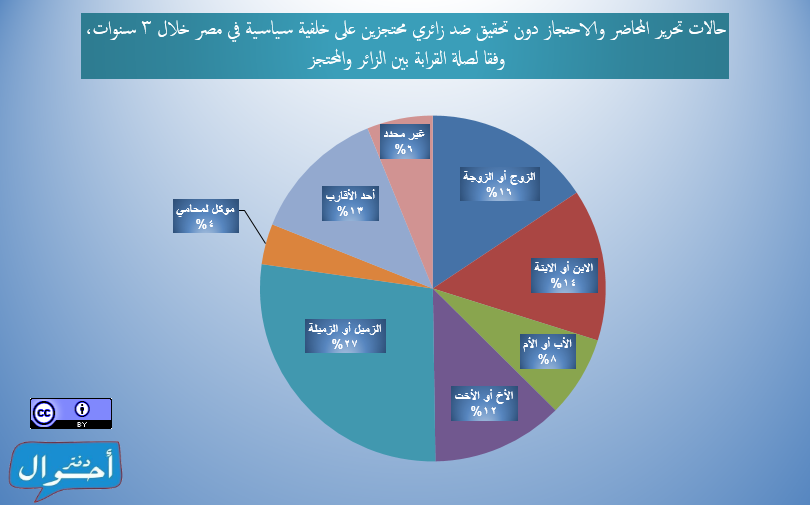 حالات تحرير المحاضر والاحتجاز دون تحقيق ضد زائري محتجزين على خلفية سياسية في مصر خلال ٣ سنوات،
وفقا لصلة القرابة بين الزائر والمحتجز
غير محدد
%٦
الزوج أو الزوجة
%١٦
أحد الأقارب
%١٣
موكل لمحامي
%٤
الابن أو الابنة
%١٤
الزميل أو الزميلة
%٢٧
الأب أو الأم
%٨
الأخ أو الأخت
%١٢
cc
BY
دفتر
أحوال